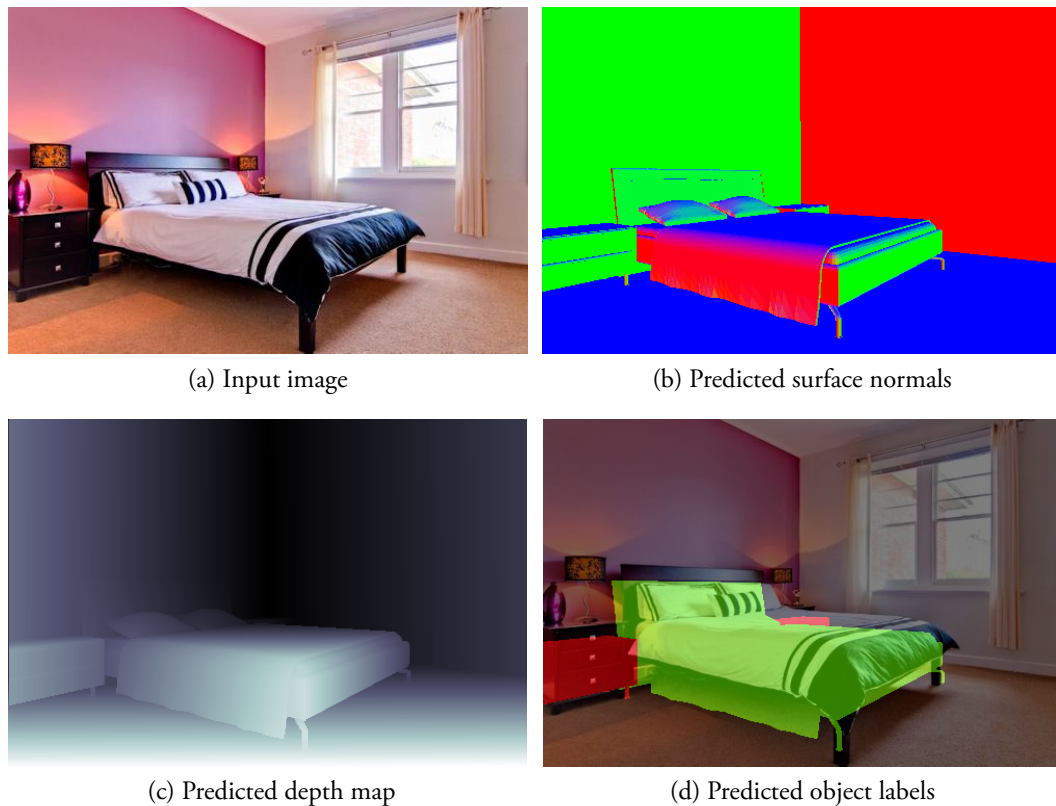 (a) Input image
(b) Predicted surface normals
(c) Predicted depth map
(d) Predicted object labels